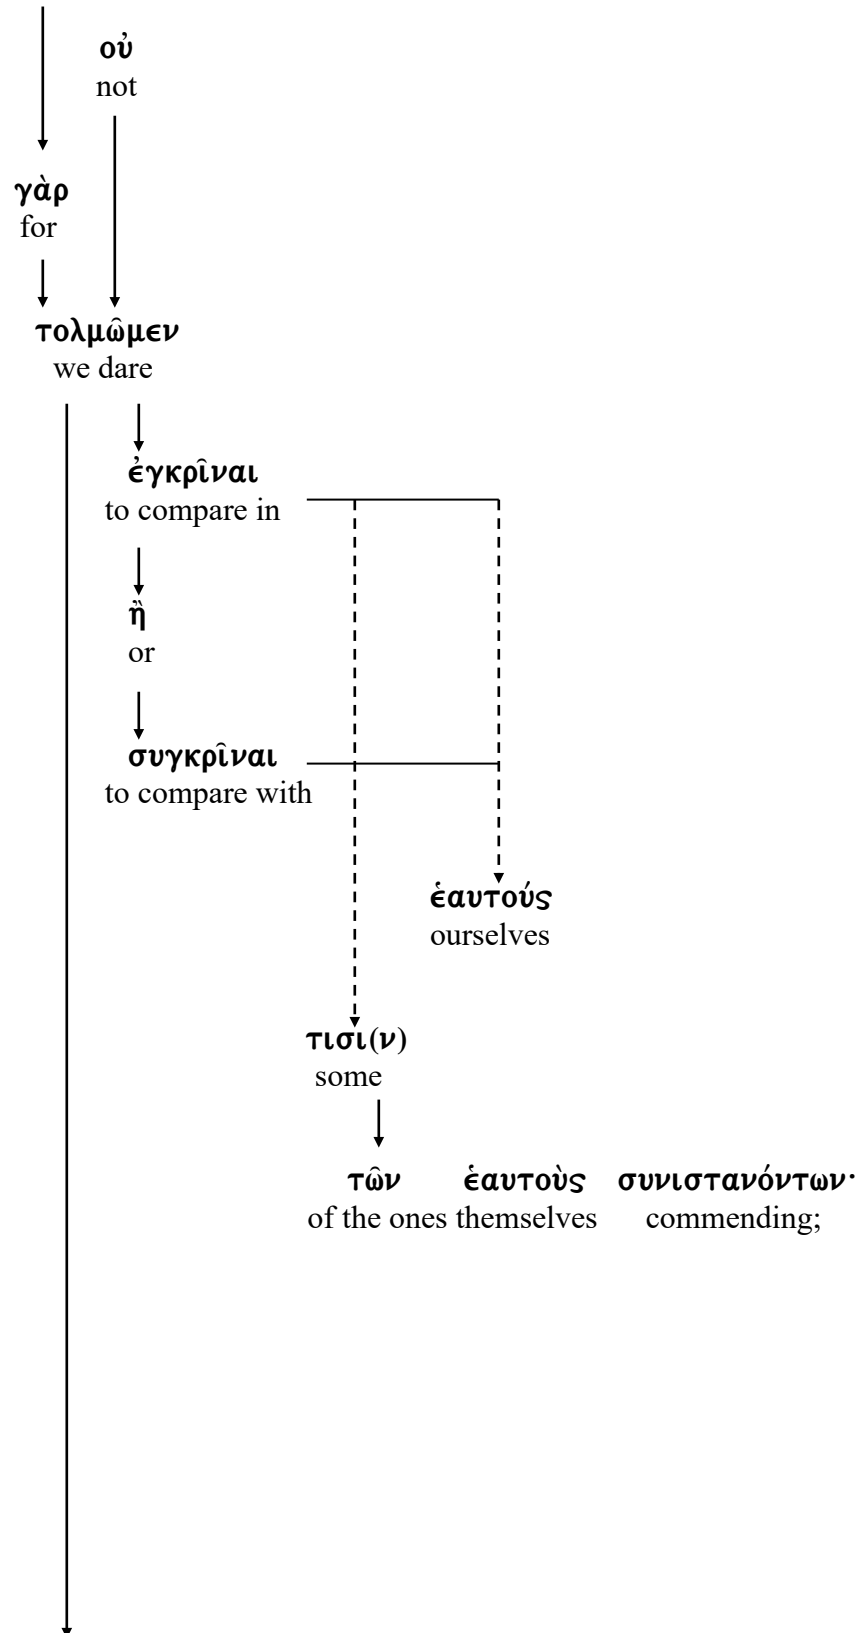 οὐ
not
γὰρ
for
τολμῶμεν
we dare
ἐγκρῖναι
to compare in
ἢ
or
συγκρῖναι
to compare with
ἑαυτούς
ourselves
τισι(ν)
some
τῶν ἑαυτοὺς συνιστανόντων·
of the ones themselves commending;